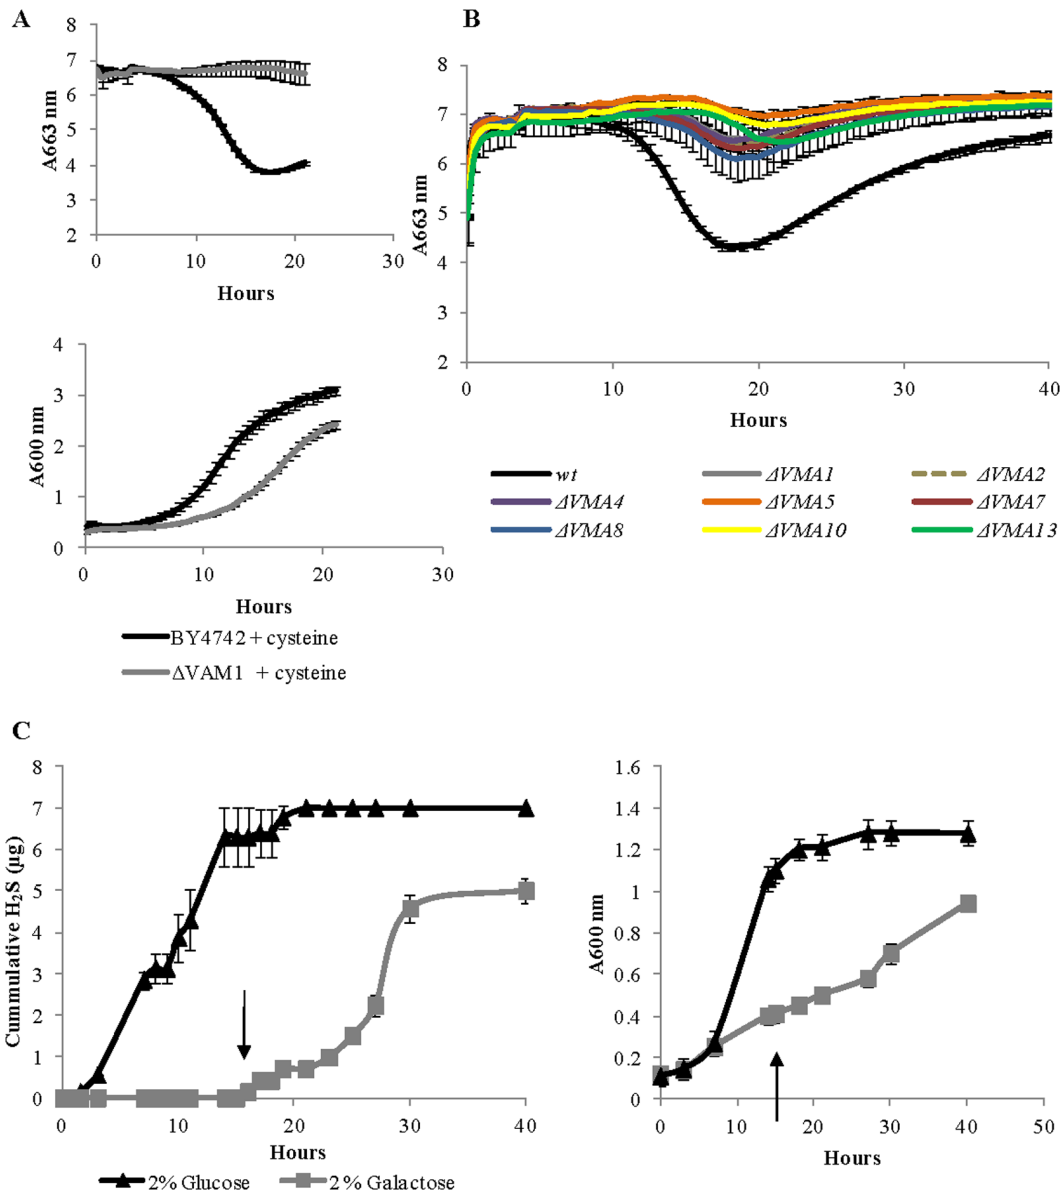 A
8
7
6
5
4
3
2
A663 nm
0 10 20 30
Hours
4
3
2
1
0
A600 nm
0 10 20 30
Hours
BY4742 + cysteine
ΔVAM1 + cysteine
B
8
7
6
5
4
3
2
A663 nm
0 10 20 30 40
Hours
wt ΔVMA1 ΔVMA2
ΔVMA4 ΔVMA5 ΔVMA7
ΔVMA8 ΔVMA10 ΔVMA13
C
8
7
6
5
4
3
2
1
0
Cummulative H₂S (µg)
0 10 20 30 40
Hours
2% Glucose 2% Galactose
1.6
1.4
1.2
1
0.8
0.6
0.4
0.2
0
A600 nm
0 10 20 30 40 50
Hours